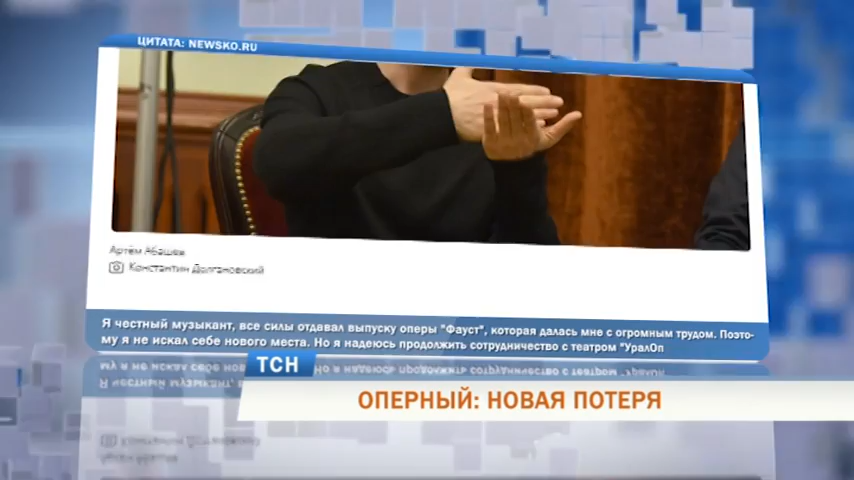 ЦИТАТА: NEWSKO.RU
Артём Абашев
Константин Долгановский
Я честный музыкант, все силы отдавал выпуску оперы "Фауст", которая далась мне с огромным трудом. Поэто-
му я не искал себе нового места. Но я надеюсь продолжить сотрудничество с театром "УралОп
ТСН
ОПЕРНЫЙ: НОВАЯ ПОТЕРЯ